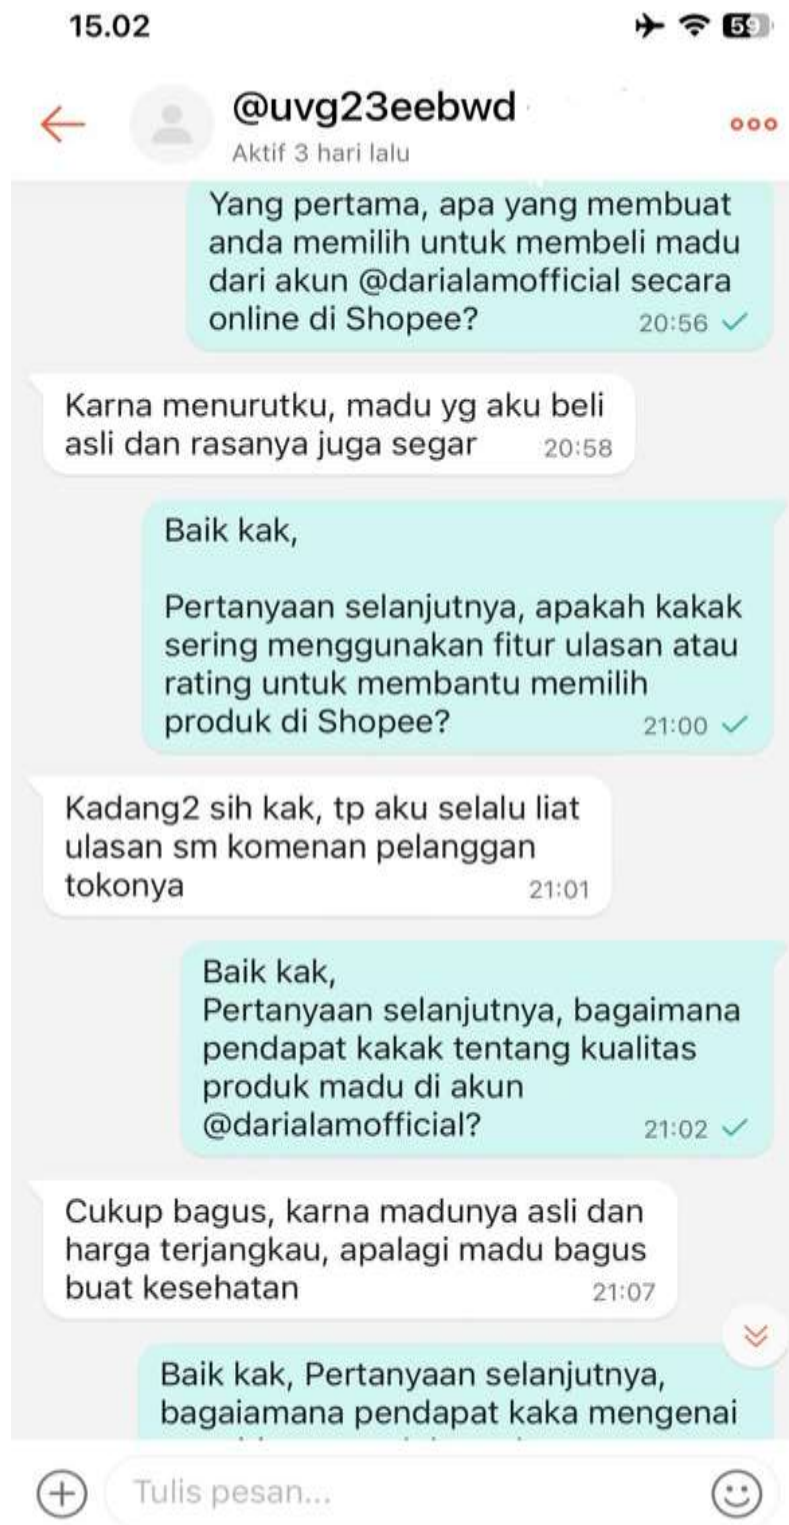 15.02
59
@uvg23eebwd
Aktif 3 hari lalu
Yang pertama, apa yang membuat
anda memilih untuk membeli madu
dari akun @darialamofficial secara
online di Shopee? 20:56
Karna menurutku, madu yg aku beli
asli dan rasanya juga segar 20:58
Baik kak,
Pertanyaan selanjutnya, apakah kakak
sering menggunakan fitur ulasan atau
rating untuk membantu memilih
produk di Shopee? 21:00
Kadang2 sih kak, tp aku selalu liat
ulasan sm komenan pelanggan
tokonya 21:01
Baik kak,
Pertanyaan selanjutnya, bagaimana
pendapat kakak tentang kualitas
produk madu di akun
@darialamofficial? 21:02
Cukup bagus, karna madunya asli dan
harga terjangkau, apalagi madu bagus
buat kesehatan 21:07
Baik kak, Pertanyaan selanjutnya,
bagaiamana pendapat kaka mengenai
Tulis pesan...